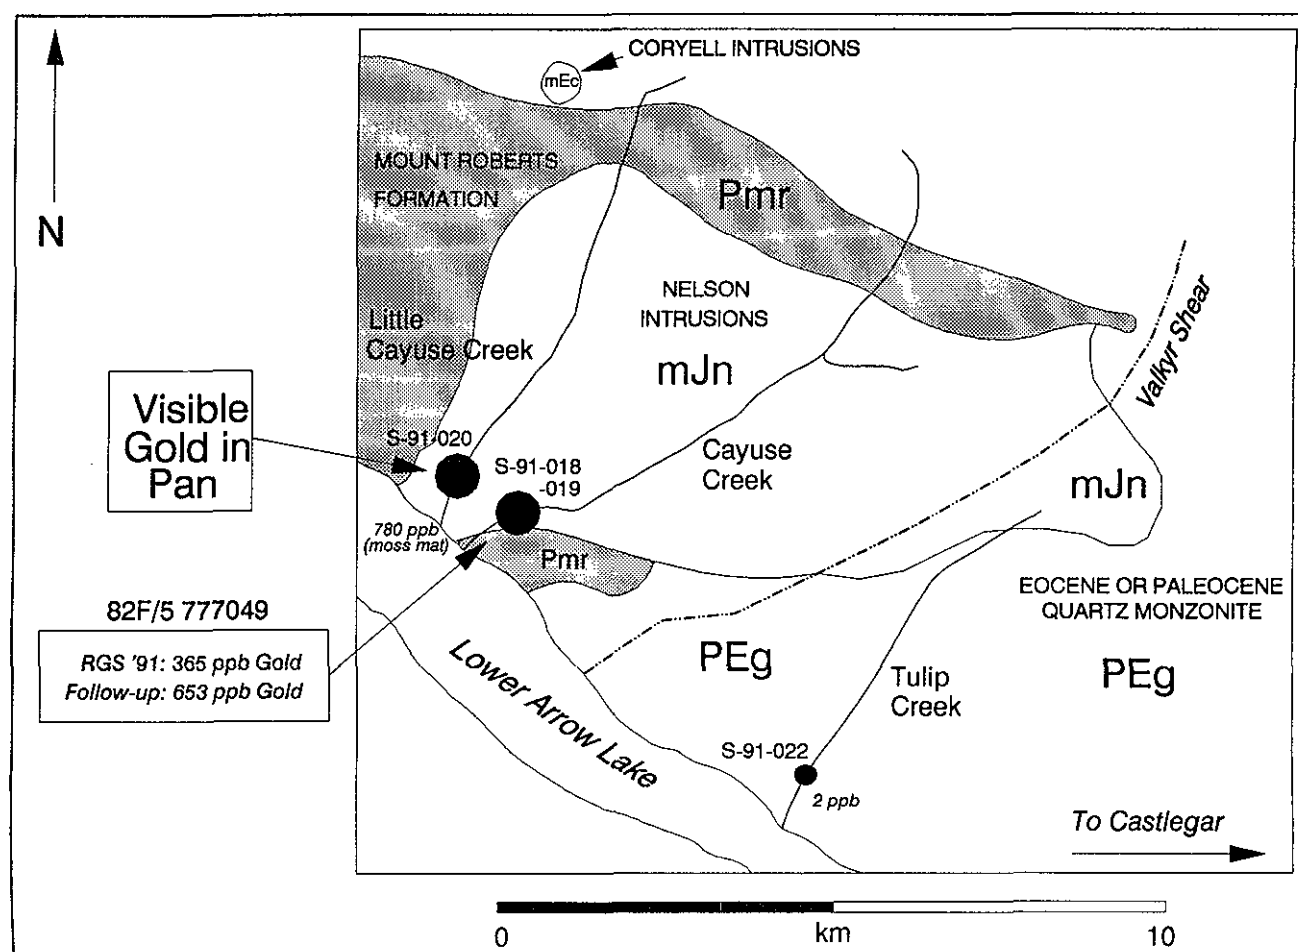 CORYELL INTRUSIONS
mEc
MOUNT ROBERTS
FORMATION
Pmr
N
NELSON
INTRUSIONS
mJn
Valkyr Shear
Little
Cayuse Creek
Visible
Gold in
Pan
S-91-020
S-91-018
-019
Cayuse
Creek
mJn
780 ppb
(moss mat)
Pmr
82F/5 777049
RGS '91: 365 ppb Gold
Follow-up: 653 ppb Gold
EOCENE OR PALEOCENE
QUARTZ MONZONITE
PEg
PEg
Lower Arrow Lake
Tulip
Creek
S-91-022
2 ppb
To Castlegar
0
km
10